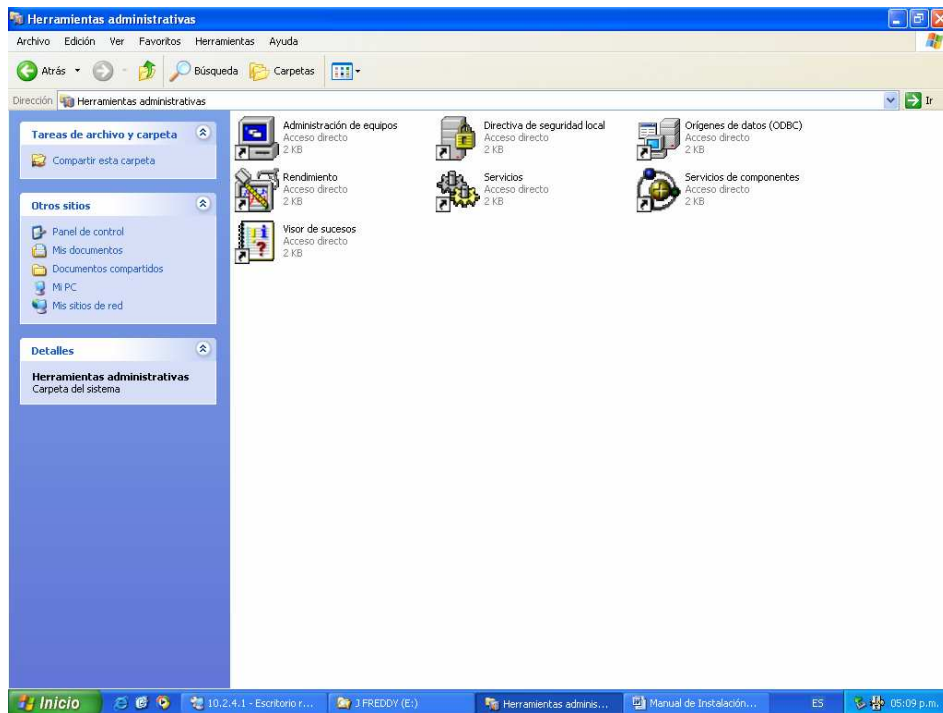 Herramientas administrativas
Archivo Edición Ver Favoritos Herramientas Ayuda
Atrás Búsqueda Carpetas
Dirección Herramientas administrativas Ir
Tareas de archivo y carpeta
Compartir esta carpeta
Otros sitios
Panel de control
Mis documentos
Documentos compartidos
Mi PC
Mis sitios de red
Detalles
Herramientas administrativas
Carpeta del sistema
Administración de equipos
Acceso directo
2 KB
Directiva de seguridad local
Acceso directo
2 KB
Orígenes de datos (ODBC)
Acceso directo
2 KB
Rendimiento
Acceso directo
2 KB
Servicios
Acceso directo
2 KB
Servicios de componentes
Acceso directo
2 KB
Visor de sucesos
Acceso directo
2 KB
Inicio 10.2.4.1 - Escritorio r... J FREDDY (E:) Herramientas adminis... Manual de Instalación... ES 05:09 p.m.